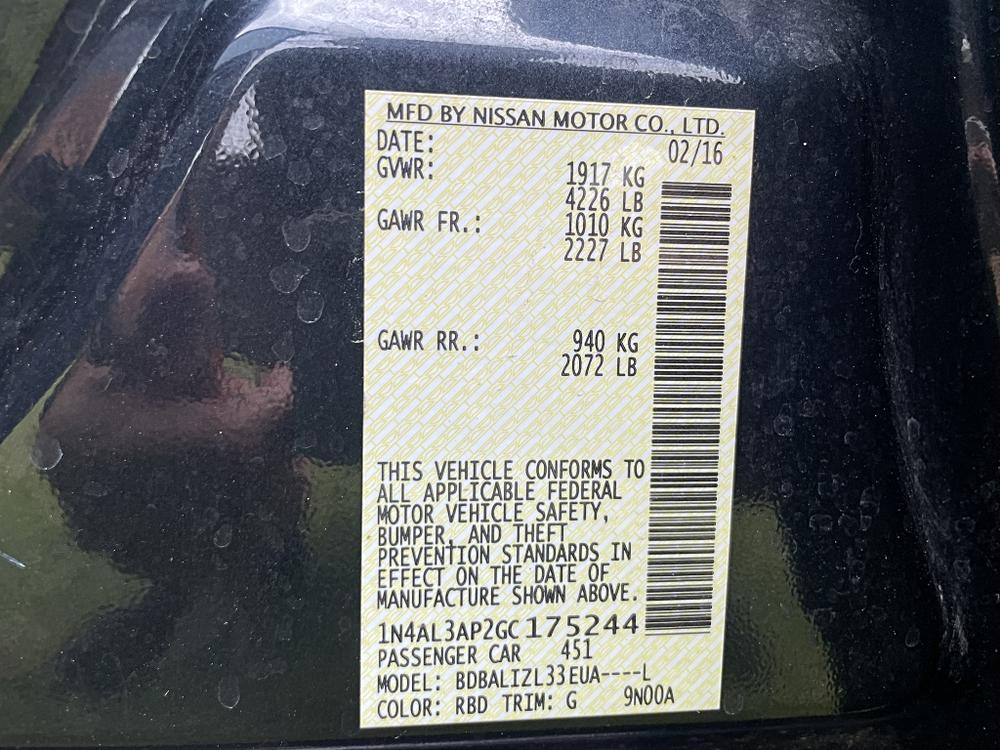 MFD BY NISSAN MOTOR CO., LTD.
DATE: 02/16
GVWR: 1917 KG
4226 LB
GAWR FR.: 1010 KG
2227 LB
GAWR RR.: 940 KG
2072 LB
THIS VEHICLE CONFORMS TO
ALL APPLICABLE FEDERAL
MOTOR VEHICLE SAFETY,
BUMPER, AND THEFT
PREVENTION STANDARDS IN
EFFECT ON THE DATE OF
MANUFACTURE SHOWN ABOVE.
1N4AL3AP2GC175244
PASSENGER CAR 451
MODEL: BDBALIZL33EUA----L
COLOR: RBD TRIM: G 9N00A